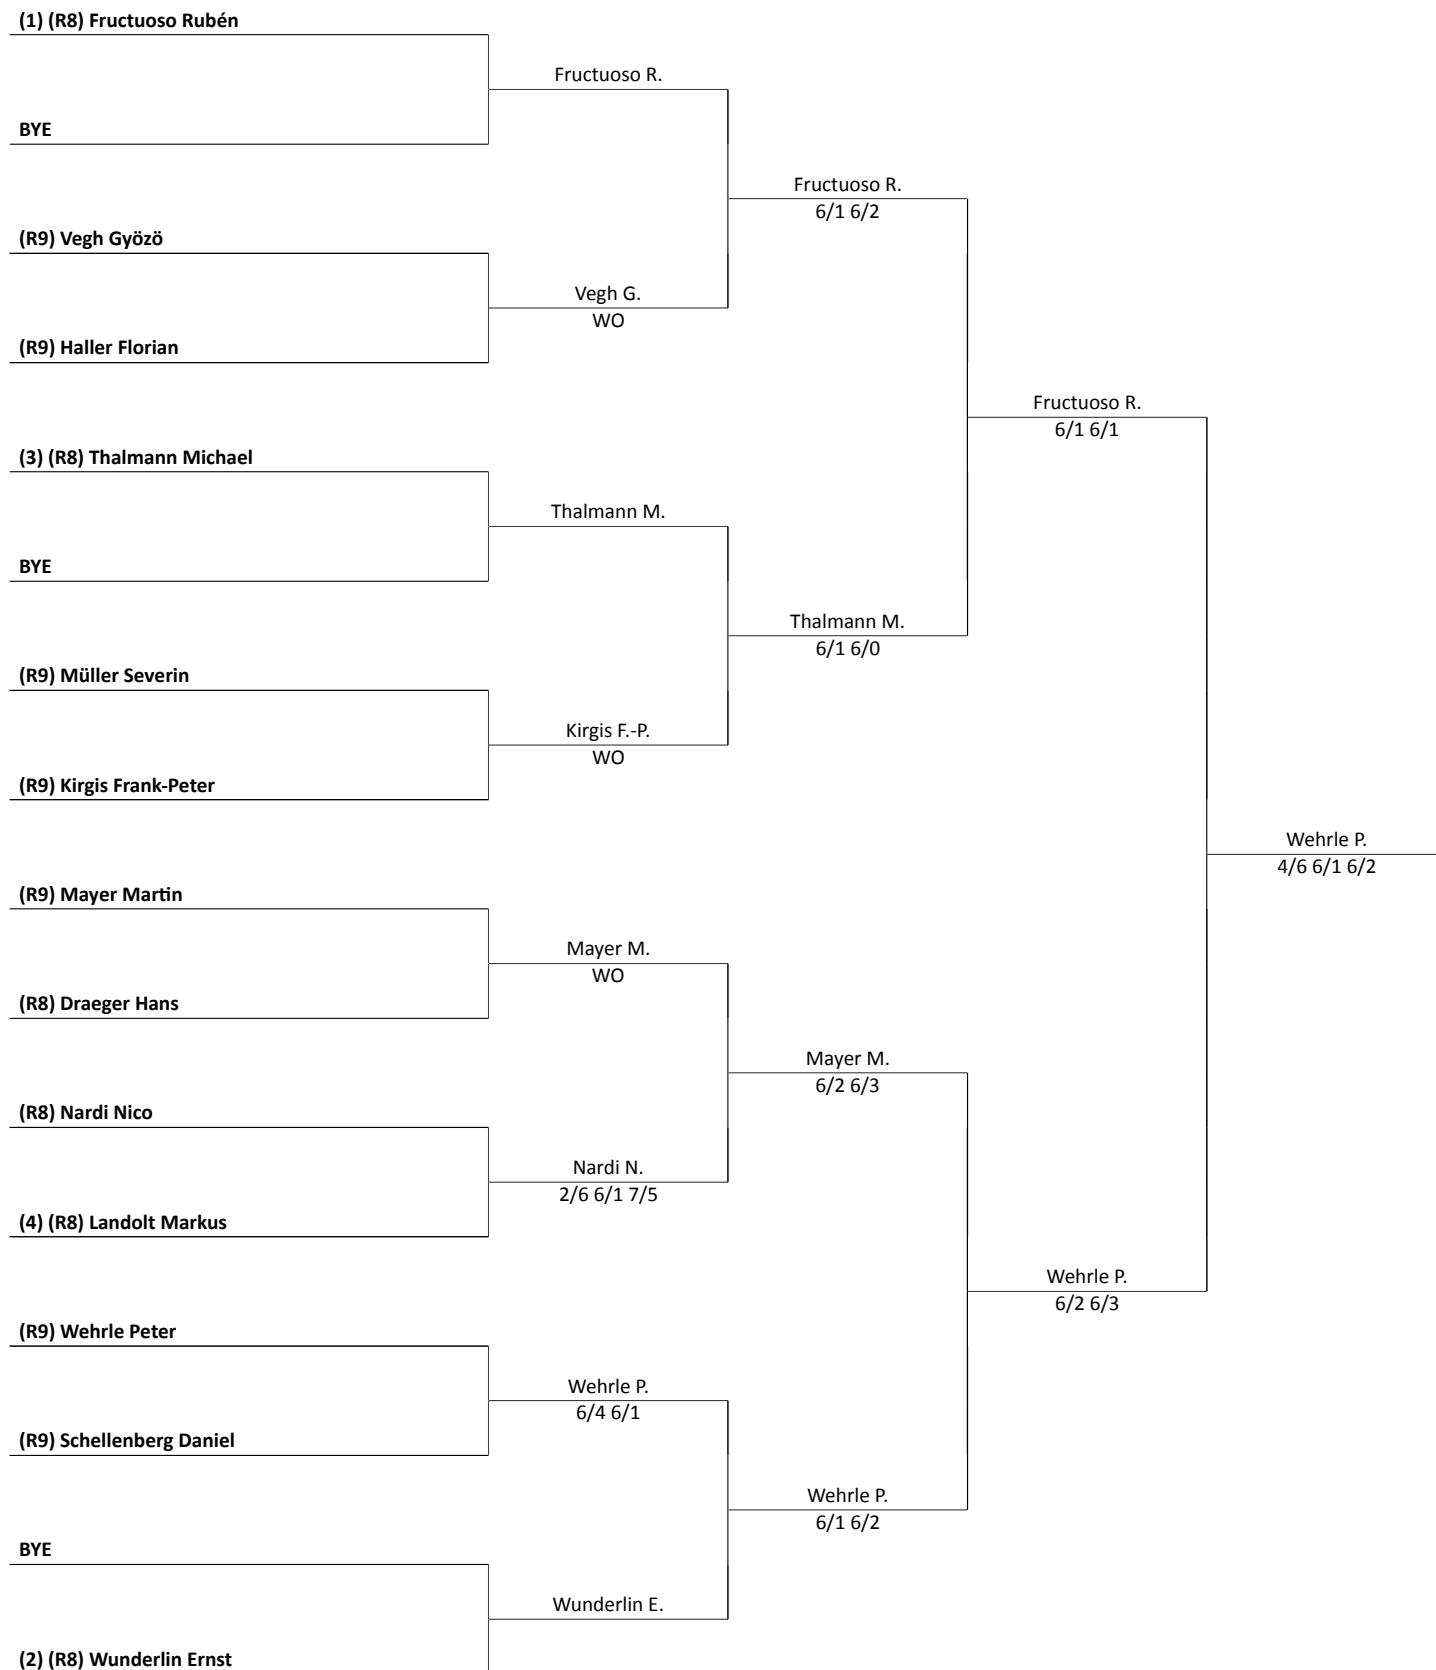 (1) (R8) Fructuoso Rubén
Fructuoso R.
BYE
Fructuoso R.
6/1 6/2
(R9) Vegh Gyözö
Vegh G.
WO
(R9) Haller Florian
Fructuoso R.
6/1 6/1
(3) (R8) Thalmann Michael
Thalmann M.
BYE
Thalmann M.
6/1 6/0
(R9) Müller Severin
Kirgis F.-P.
WO
(R9) Kirgis Frank-Peter
Wehrle P.
4/6 6/1 6/2
(R9) Mayer Martin
Mayer M.
WO
(R8) Draeger Hans
Mayer M.
6/2 6/3
(R8) Nardi Nico
Nardi N.
2/6 6/1 7/5
(4) (R8) Landolt Markus
Wehrle P.
6/2 6/3
(R9) Wehrle Peter
Wehrle P.
6/4 6/1
(R9) Schellenberg Daniel
Wehrle P.
6/1 6/2
BYE
Wunderlin E.
(2) (R8) Wunderlin Ernst